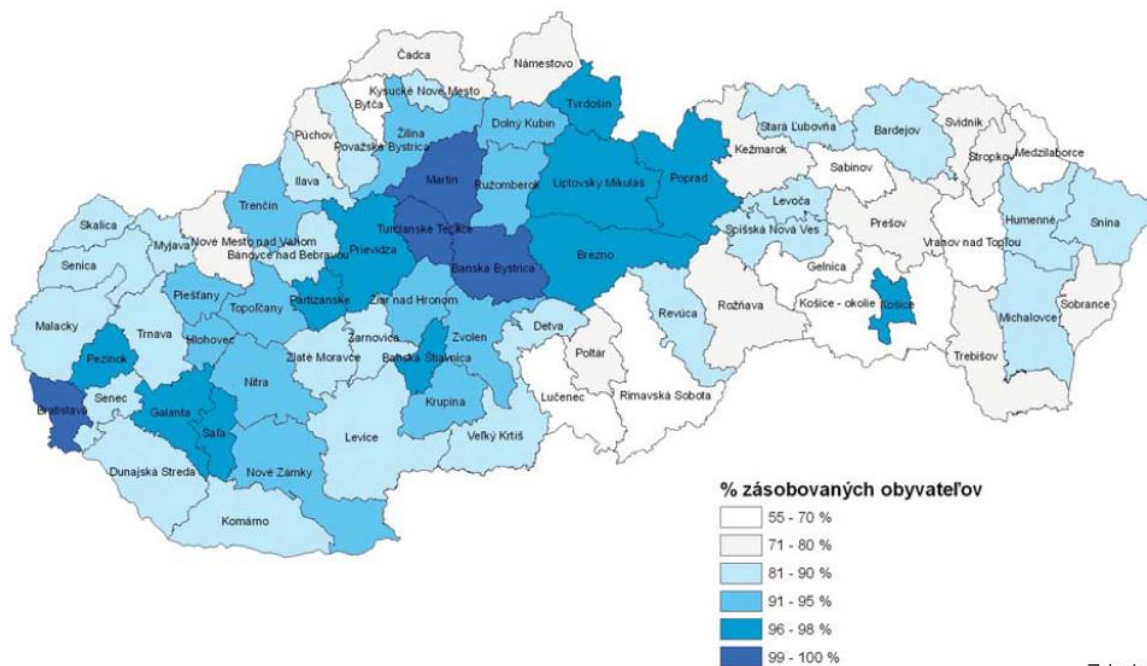 Čadca
Námestovo
Kysucké Nové Mesto
Bytča
Tvrdošín
Púchov
Žilina
Dolný Kubín
Považská Bystrica
Stará Ľubovňa
Bardejov
Svidník
Stropkov
Medzilaborce
Kežmarok
Sabinov
Ilava
Martin
Ružomberok
Liptovský Mikuláš
Poprad
Levoča
Prešov
Humenné
Snina
Trenčín
Skalica
Myjava
Nové Mesto nad Váhom
Turčianske Teplice
Spišská Nová Ves
Vranov nad Topľou
Bánovce nad Bebravou
Prievidza
Banská Bystrica
Brezno
Gelnica
Senica
Piešťany
Topoľčany
Partizánske
Žiar nad Hronom
Revúca
Rožňava
Košice - okolie
Košice
Sobrance
Michalovce
Malacky
Trnava
Hlohovec
Zvolen
Detva
Žarnovica
Zlaté Moravce
Banská Štiavnica
Poltár
Trebišov
Pezinok
Nitra
Krupina
Lučenec
Rimavská Sobota
Bratislava
Senec
Galanta
Šaľa
Levice
Veľký Krtíš
Dunajská Streda
Nové Zámky
Komárno
% zásobovaných obyvateľov
55 - 70 %
71 - 80 %
81 - 90 %
91 - 95 %
96 - 98 %
99 - 100 %